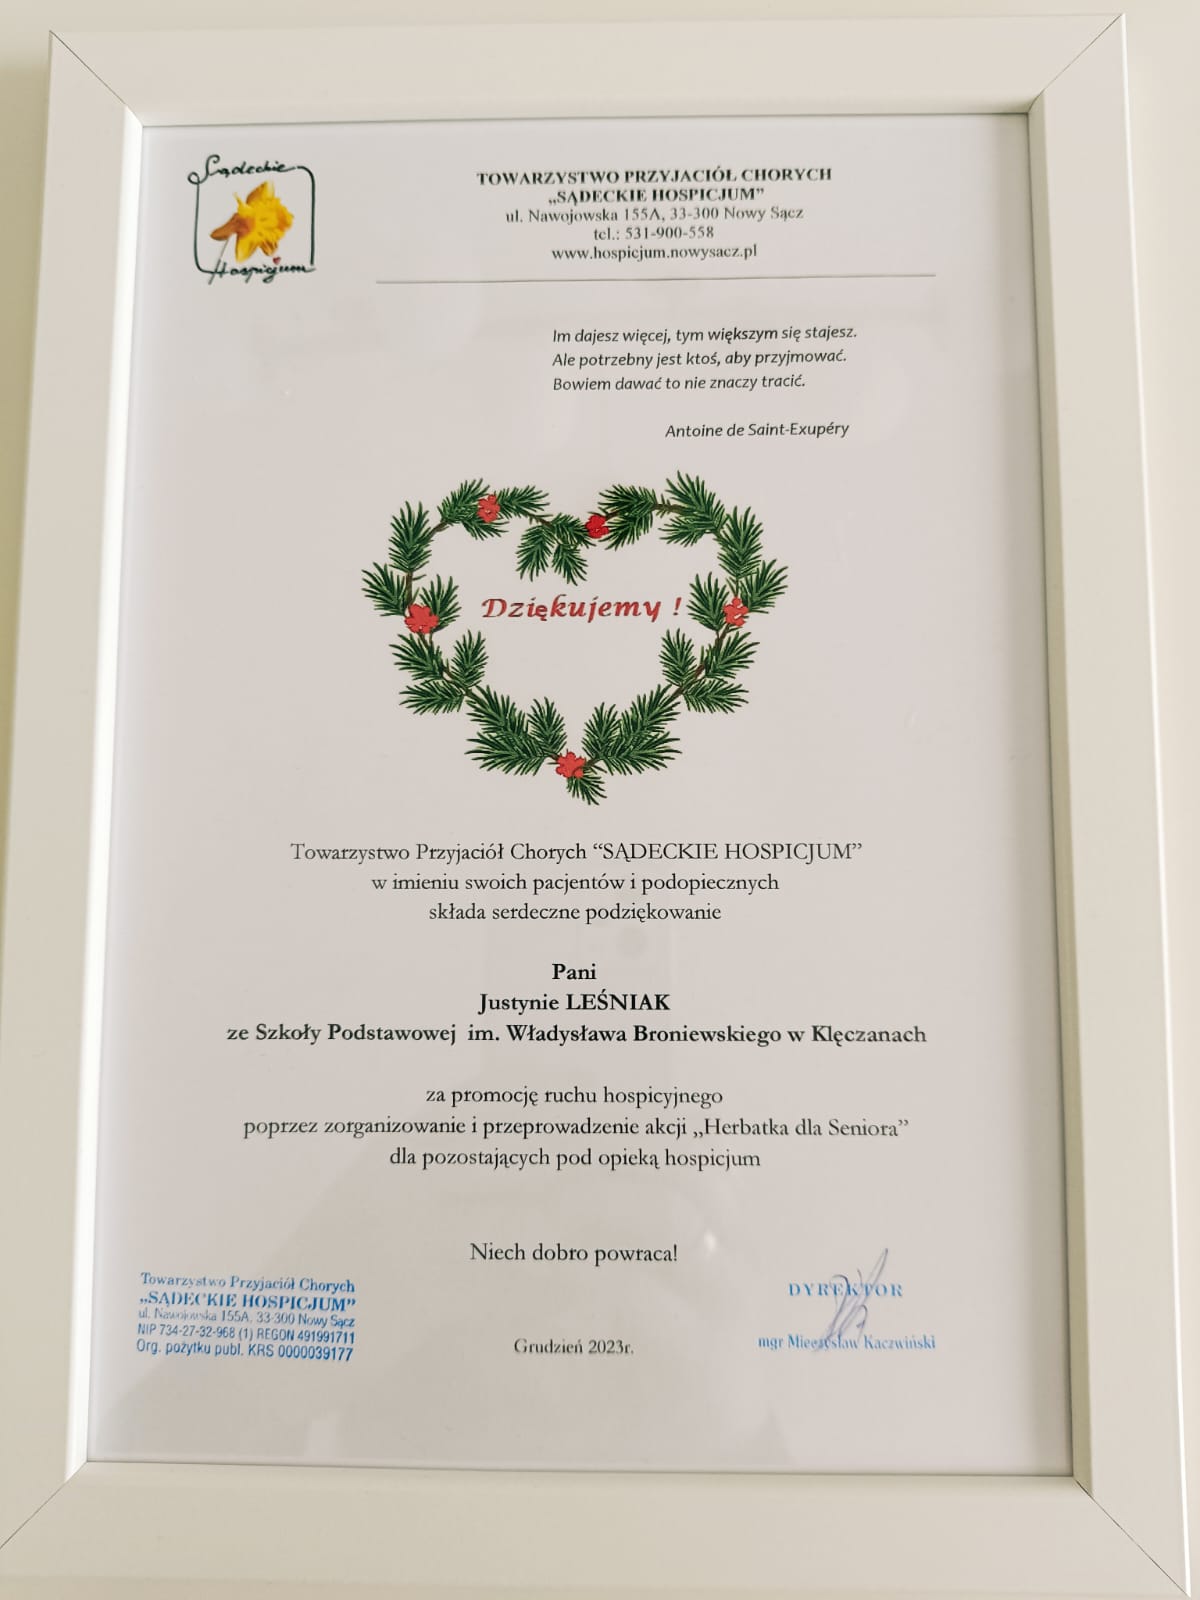 Sądeckie
Hospicjum
TOWARZYSTWO PRZYJACIÓŁ CHORYCH
„SĄDECKIE HOSPICJUM”
ul. Nawojowska 155A, 33-300 Nowy Sącz
tel.: 531-900-558
www.hospicjum.nowysacz.pl
Im dajesz więcej, tym większym się stajesz.
Ale potrzebny jest ktoś, aby przyjmować.
Bowiem dawać to nie znaczy tracić.
Antoine de Saint-Exupéry
Dziękujemy !
Towarzystwo Przyjaciół Chorych “SĄDECKIE HOSPICJUM”
w imieniu swoich pacjentów i podopiecznych
składa serdeczne podziękowanie
Pani
Justynie LEŚNIAK
ze Szkoły Podstawowej im. Władysława Broniewskiego w Klęczanach
za promocję ruchu hospicyjnego
poprzez zorganizowanie i przeprowadzenie akcji „Herbatka dla Seniora”
dla pozostających pod opieką hospicjum
Niech dobro powraca!
Towarzystwo Przyjaciół Chorych
„SĄDECKIE HOSPICJUM”
ul. Nawojowska 155A, 33-300 Nowy Sącz
NIP 734-27-32-968 (1) REGON 491991711
Org. pożytku publ. KRS 0000039177
Grudzień 2023r.
DYREKTOR
mgr Mieczysław Kaczwiński